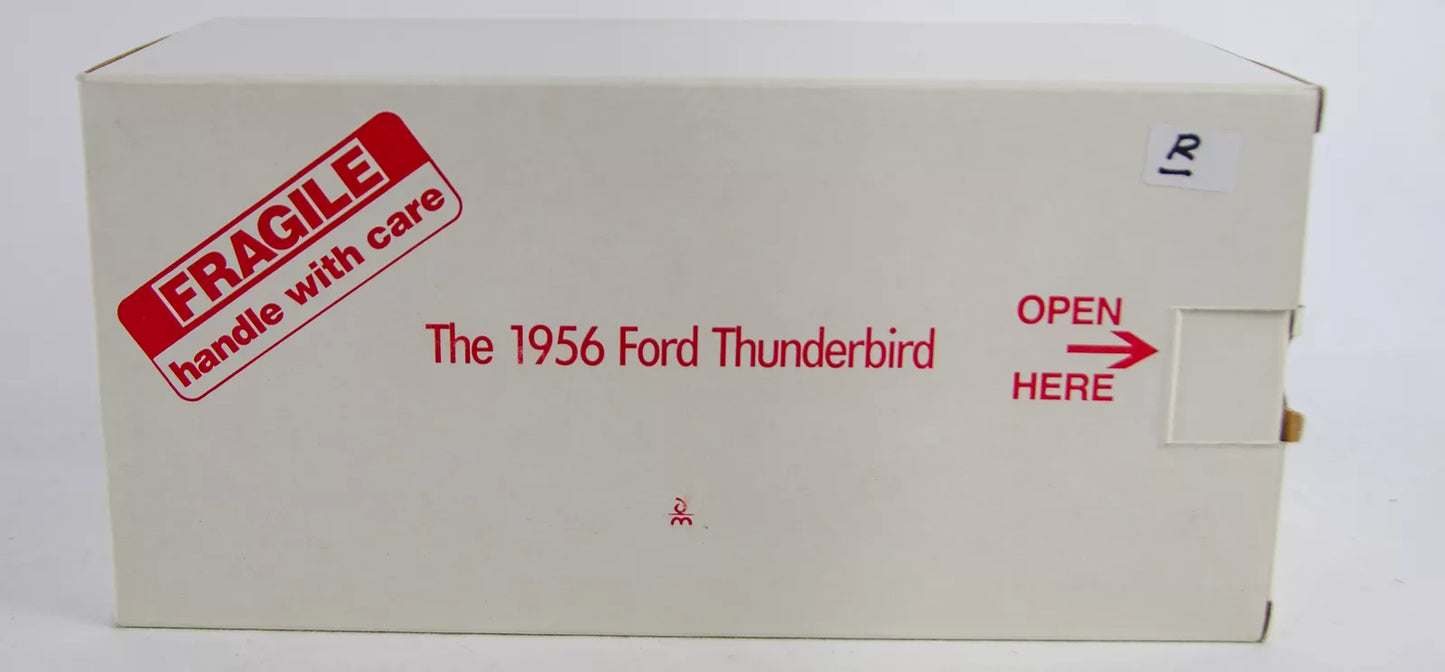 FRAGILE
handle with care
R
The 1956 Ford Thunderbird
OPEN
HERE